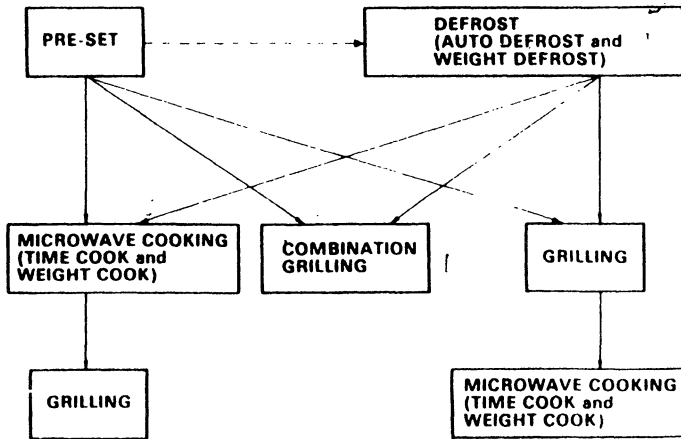 PRE-SET
DEFROST
(AUTO DEFROST and
WEIGHT DEFROST)
MICROWAVE COOKING
(TIME COOK and
WEIGHT COOK)
COMBINATION
GRILLING
GRILLING
GRILLING
MICROWAVE COOKING
(TIME COOK and
WEIGHT COOK)